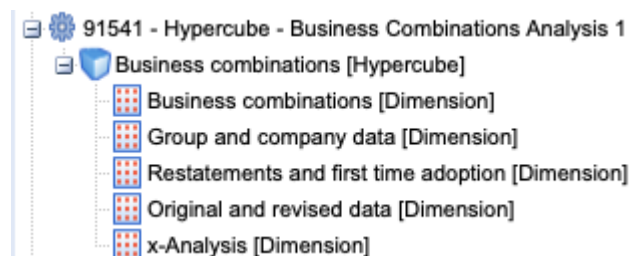 91541 - Hypercube - Business Combinations Analysis 1
Business combinations [Hypercube]
Business combinations [Dimension]
Group and company data [Dimension]
Restatements and first time adoption [Dimension]
Original and revised data [Dimension]
x-Analysis [Dimension]